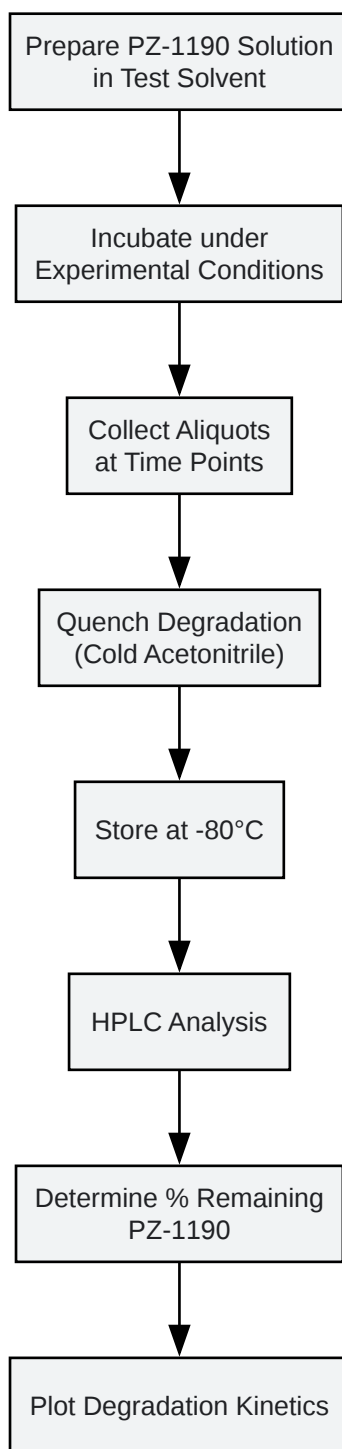 Prepare PZ-1190 Solution
in Test Solvent
Incubate under
Experimental Conditions
Collect Aliquots
at Time Points
Quench Degradation
(Cold Acetonitrile)
Store at -80°C
HPLC Analysis
Determine % Remaining
PZ-1190
Plot Degradation Kinetics